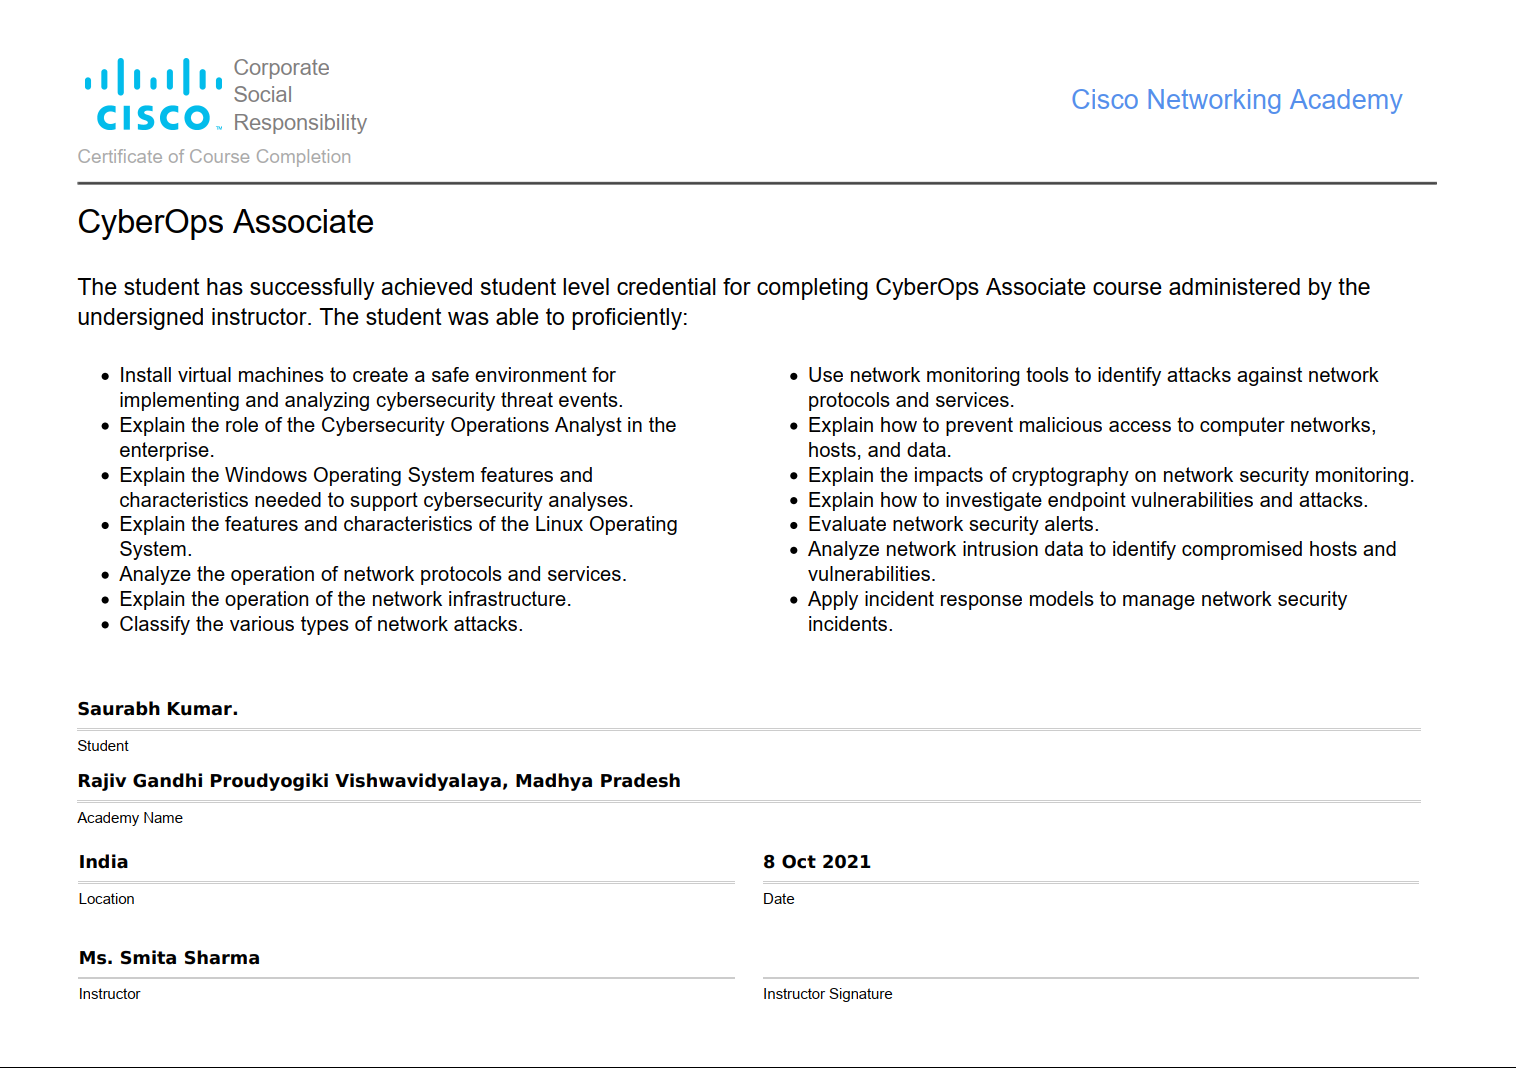 Corporate
Social
Responsibility
CISCO™
Cisco Networking Academy
Certificate of Course Completion
CyberOps Associate
The student has successfully achieved student level credential for completing CyberOps Associate course administered by the
undersigned instructor. The student was able to proficiently:
• Install virtual machines to create a safe environment for
implementing and analyzing cybersecurity threat events.
• Explain the role of the Cybersecurity Operations Analyst in the
enterprise.
• Explain the Windows Operating System features and
characteristics needed to support cybersecurity analyses.
• Explain the features and characteristics of the Linux Operating
System.
• Analyze the operation of network protocols and services.
• Explain the operation of the network infrastructure.
• Classify the various types of network attacks.
• Use network monitoring tools to identify attacks against network
protocols and services.
• Explain how to prevent malicious access to computer networks,
hosts, and data.
• Explain the impacts of cryptography on network security monitoring.
• Explain how to investigate endpoint vulnerabilities and attacks.
• Evaluate network security alerts.
• Analyze network intrusion data to identify compromised hosts and
vulnerabilities.
• Apply incident response models to manage network security
incidents.
Saurabh Kumar.
Student
Rajiv Gandhi Proudyogiki Vishwavidyalaya, Madhya Pradesh
Academy Name
India
Location
8 Oct 2021
Date
Ms. Smita Sharma
Instructor
Instructor Signature